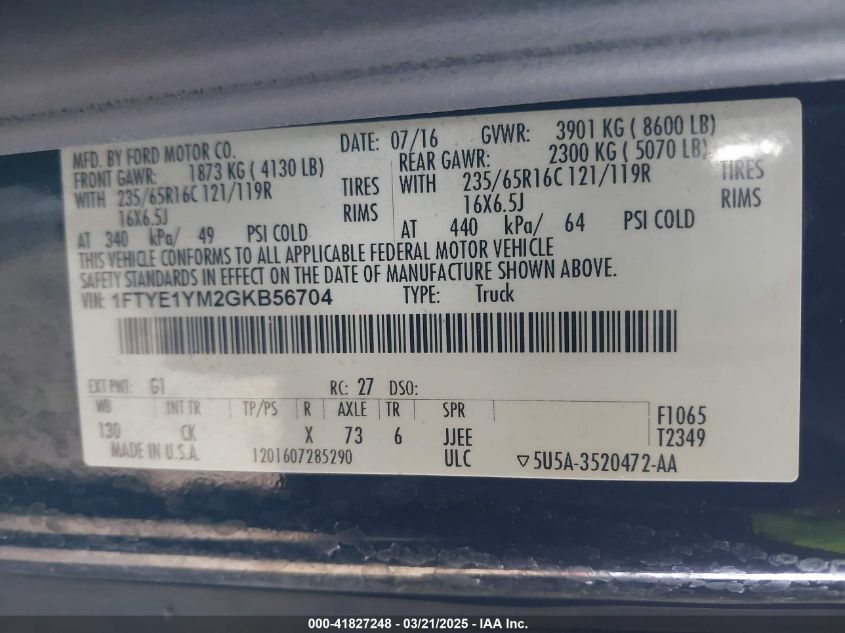 MFD. BY FORD MOTOR CO. DATE: 07/16 GVWR: 3901 KG ( 8600 LB)
FRONT GAWR: 1873 KG ( 4130 LB) REAR GAWR: 2300 KG ( 5070 LB)
WITH 235/65R16C 121/119R TIRES WITH 235/65R16C 121/119R TIRES
16X6.5J RIMS 16X6.5J RIMS
AT 340 kPa/ 49 PSI COLD AT 440 kPa/ 64 PSI COLD
THIS VEHICLE CONFORMS TO ALL APPLICABLE FEDERAL MOTOR VEHICLE
SAFETY STANDARDS IN EFFECT ON THE DATE OF MANUFACTURE SHOWN ABOVE.
VIN: 1FTYE1YM2GKB56704 TYPE: Truck
EXT PNT: G1 RC: 27 DSO:
WB INT TR TP/PS R AXLE TR SPR F1065
130 CK X 73 6 JJEE T2349
MADE IN U.S.A. 1201607285290 ULC ▽5U5A-3520472-AA
000-41827248 - 03/21/2025 - IAA Inc.